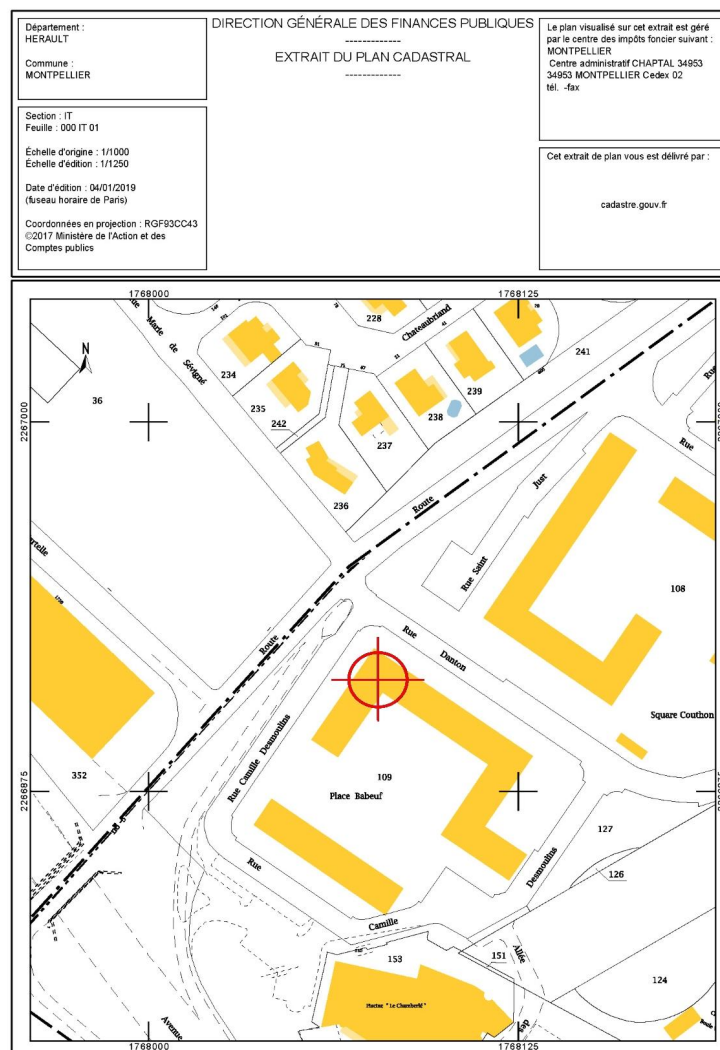 Département :
HERAULT
Commune :
MONTPELLIER
DIRECTION GÉNÉRALE DES FINANCES PUBLIQUES
-------------
EXTRAIT DU PLAN CADASTRAL
-------------
Le plan visualisé sur cet extrait est géré
par le centre des impôts foncier suivant :
MONTPELLIER
Centre administratif CHAPTAL 34953
34953 MONTPELLIER Cedex 02
tél. -fax
Section : IT
Feuille : 000 IT 01
Échelle d'origine : 1/1000
Échelle d'édition : 1/1250
Date d'édition : 04/01/2019
(fuseau horaire de Paris)
Coordonnées en projection : RGF93CC43
©2017 Ministère de l'Action et des
Comptes publics
Cet extrait de plan vous est délivré par :
cadastre.gouv.fr
1768000
1768125
Marie de Sévigné
228
Chateaubriand
241
234
239
N
36
235
238
242
237
2267000
2267000
Rue
Rue
236
Route
Just
Rue Saint
108
Route
Rue
Danton
Square Couthon
Rue Camille Desmoulins
109
Place Babeuf
352
2266875
2266875
127
126
Rue
Desmoulins
Camille
153
151
Allée
124
Piscine "Le Chamberte"
des
Avenue
1768000
1768125